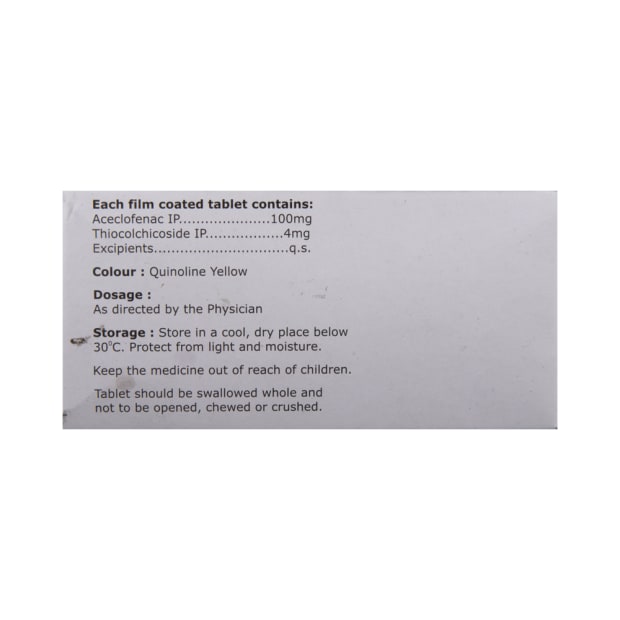 Each film coated tablet contains:
Aceclofenac IP.....................100mg
Thiocolchicoside IP..................4mg
Excipients...............................q.s.
Colour : Quinoline Yellow
Dosage :
As directed by the Physician
Storage : Store in a cool, dry place below
30°C. Protect from light and moisture.
Keep the medicine out of reach of children.
Tablet should be swallowed whole and
not to be opened, chewed or crushed.